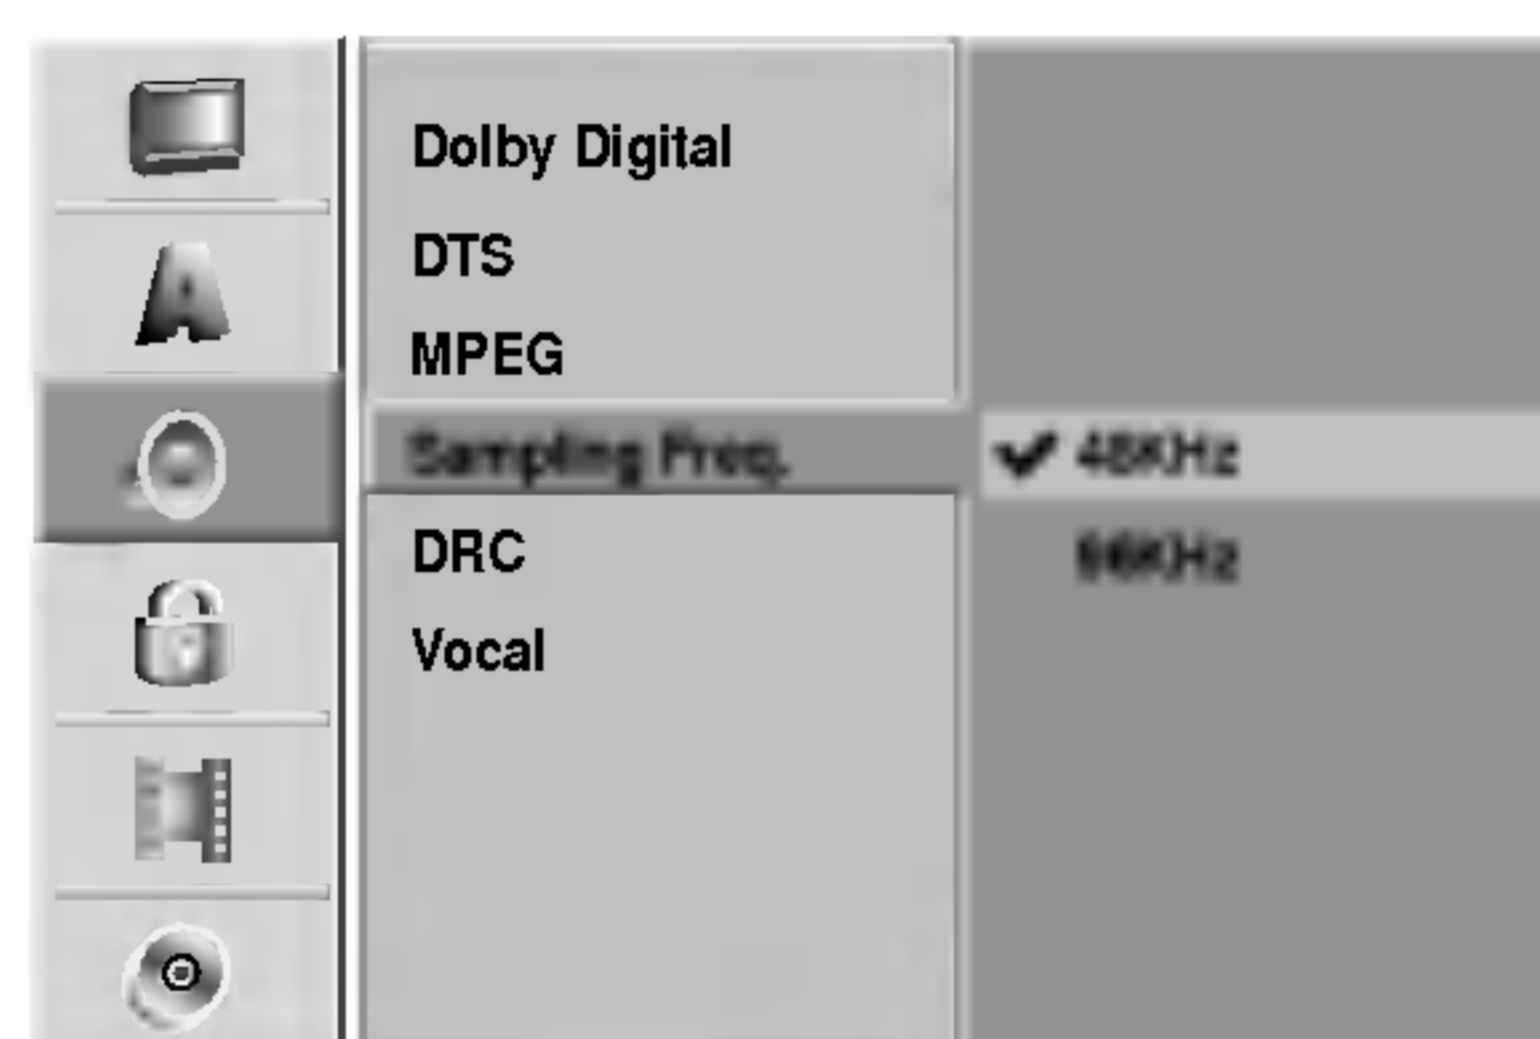 Dolby Digital
DTS
MPEG
Sampling Freq.
48KHz
96KHz
DRC
Vocal